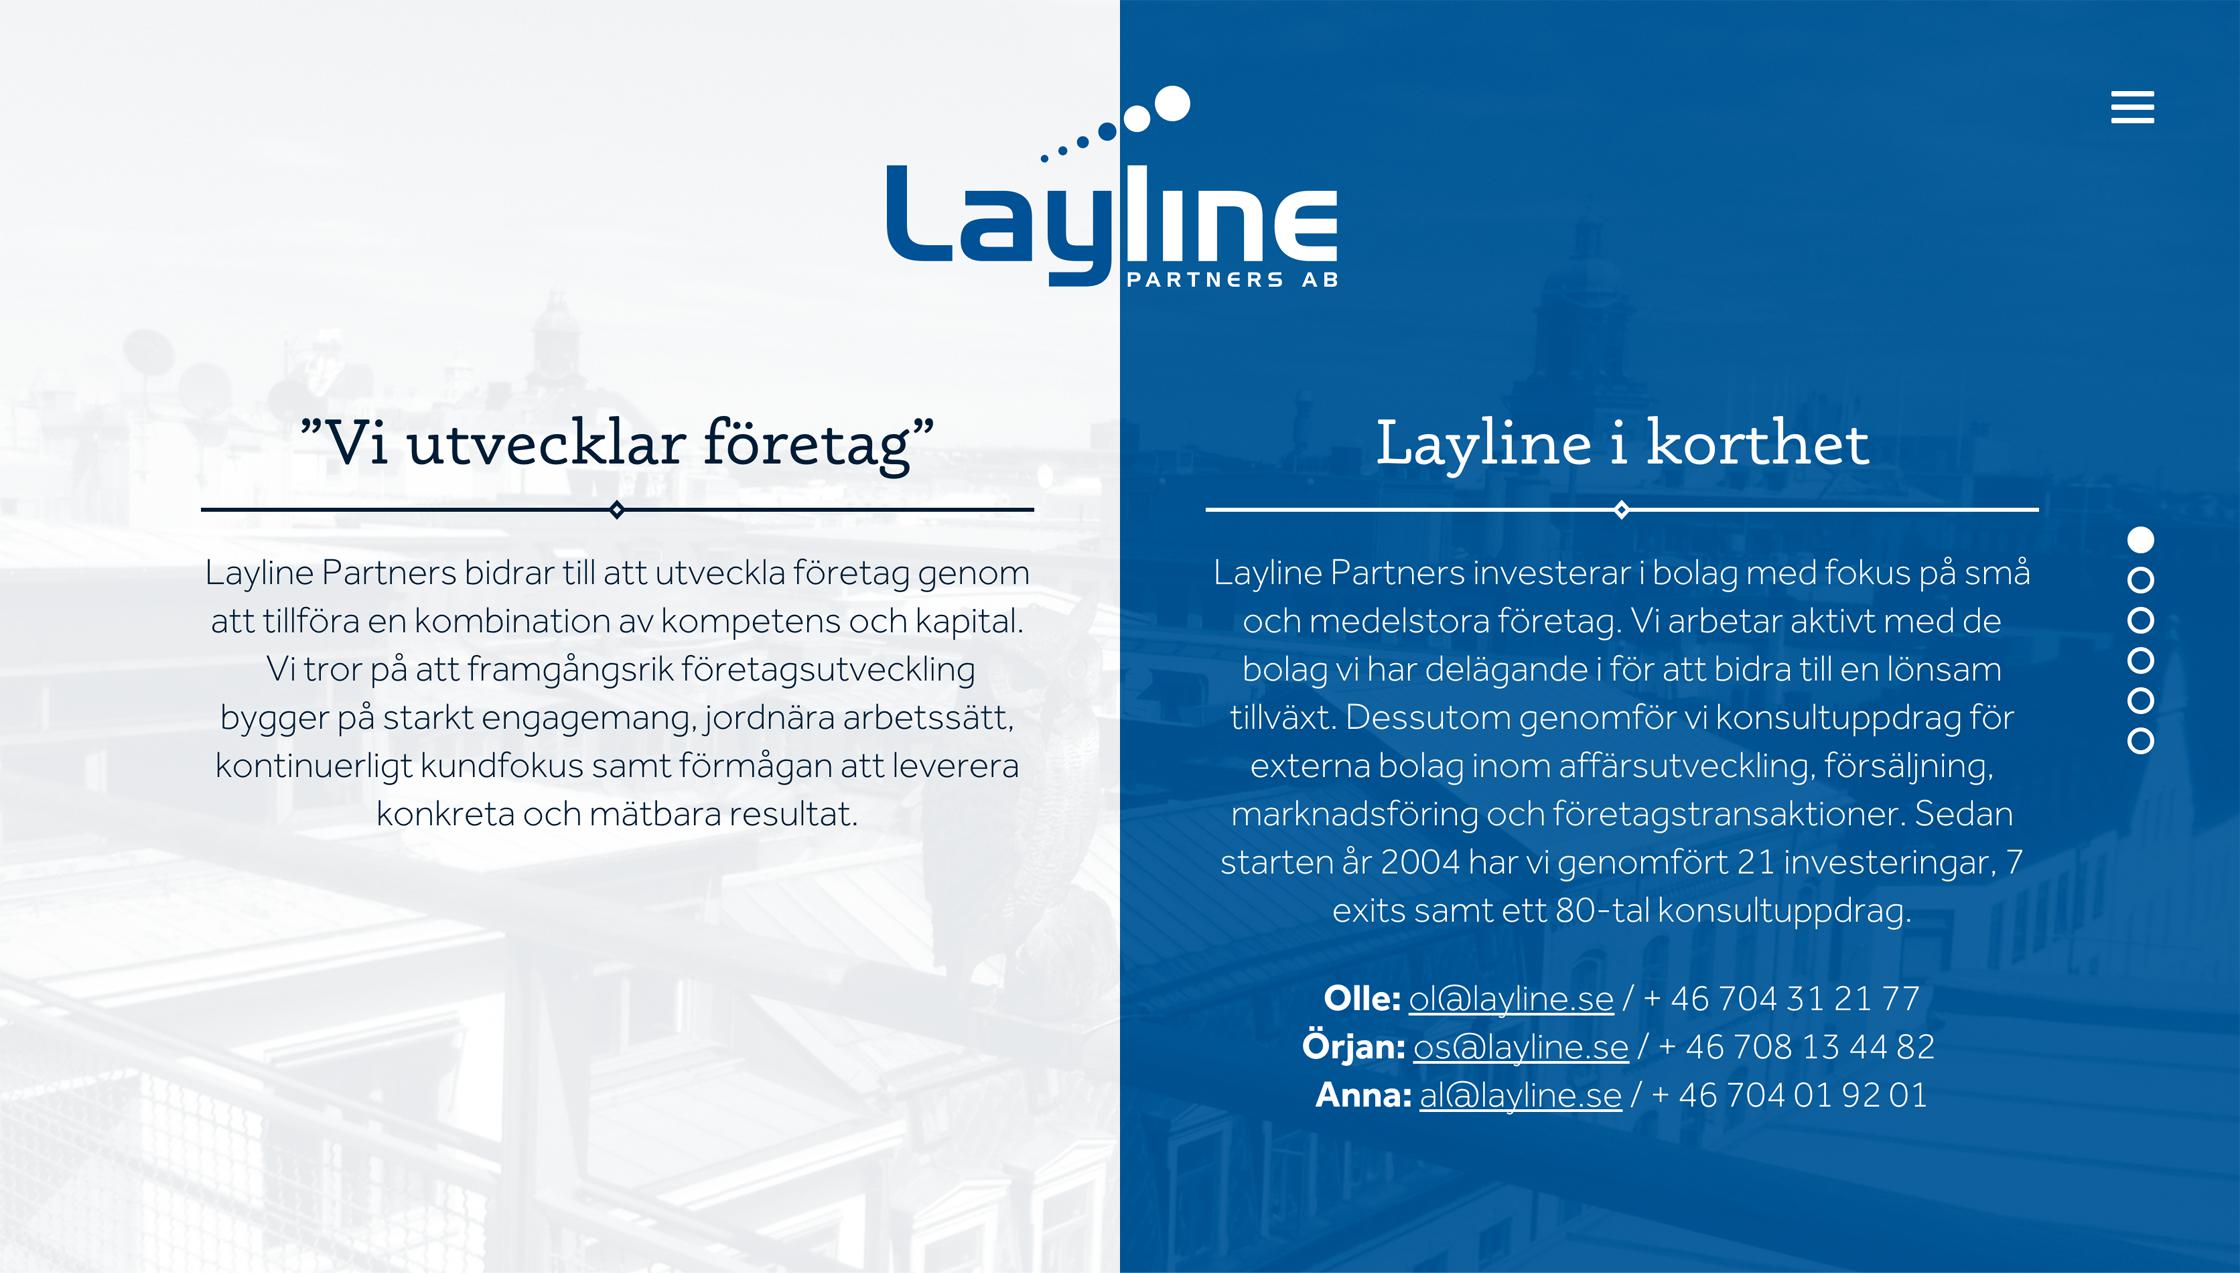 Layline
PARTNERS AB
”Vi utvecklar företag”
Layline Partners bidrar till att utveckla företag genom
att tillföra en kombination av kompetens och kapital.
Vi tror på att framgångsrik företagsutveckling
bygger på starkt engagemang, jordnära arbetssätt,
kontinuerligt kundfokus samt förmågan att leverera
konkreta och mätbara resultat.
Layline i korthet
Layline Partners investerar i bolag med fokus på små
och medelstora företag. Vi arbetar aktivt med de
bolag vi har delägande i för att bidra till en lönsam
tillväxt. Dessutom genomför vi konsultuppdrag för
externa bolag inom affärsutveckling, försäljning,
marknadsföring och företagstransaktioner. Sedan
starten år 2004 har vi genomfört 21 investeringar, 7
exits samt ett 80-tal konsultuppdrag.
Olle: ol@layline.se / + 46 704 31 21 77
Örjan: os@layline.se / + 46 708 13 44 82
Anna: al@layline.se / + 46 704 01 92 01